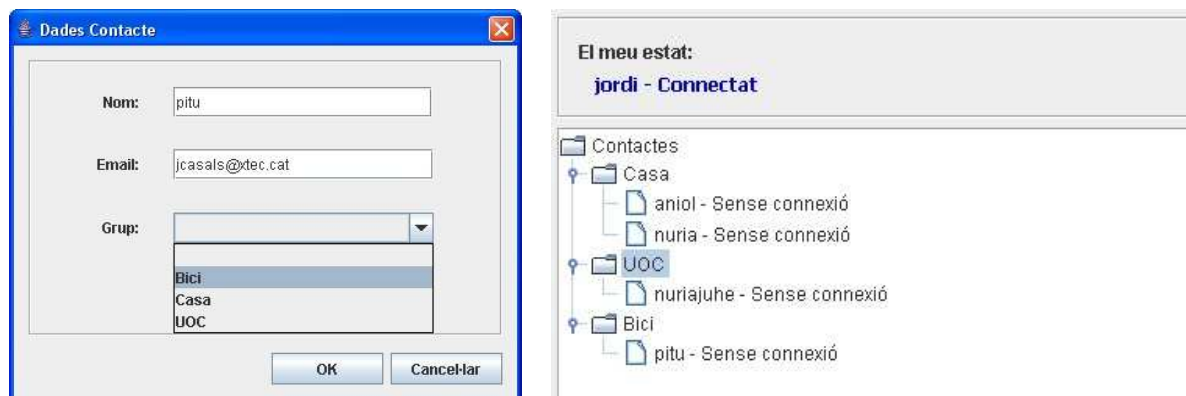 Dades Contacte
Nom: pitu
Email: jcasals@xtec.cat
Grup:
Bici
Casa
UOC
OK Cancel·lar
El meu estat:
jordi - Connectat
Contactes
Casa
aniol - Sense connexió
nuria - Sense connexió
UOC
nuriajuhe - Sense connexió
Bici
pitu - Sense connexió